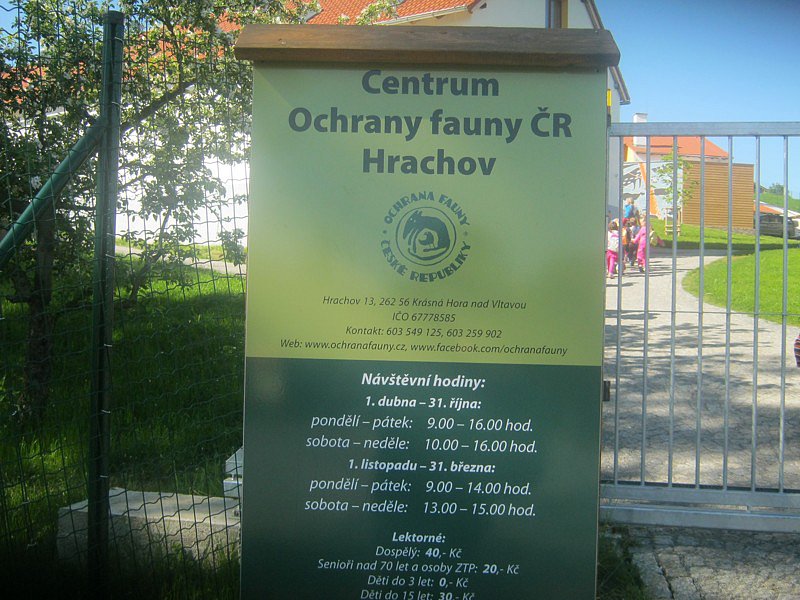 Centrum
Ochrany fauny ČR
Hrachov
OCHRANA FAUNY
ČESKÉ REPUBLIKY
Hrachov 13, 262 56 Krásná Hora nad Vltavou
IČO 67778585
Kontakt: 603 549 125, 603 259 902
Web: www.ochranafauny.cz, www.facebook.com/ochranafauny
Návštěvní hodiny:
1. dubna – 31. října:
pondělí – pátek: 9.00 – 16.00 hod.
sobota – neděle: 10.00 – 16.00 hod.
1. listopadu – 31. března:
pondělí – pátek: 9.00 – 14.00 hod.
sobota – neděle: 13.00 – 15.00 hod.
Lektorné:
Dospělý: 40,- Kč
Senioři nad 70 let a osoby ZTP: 20,- Kč
Děti do 3 let: 0,- Kč
Děti do 15 let: 30,- Kč